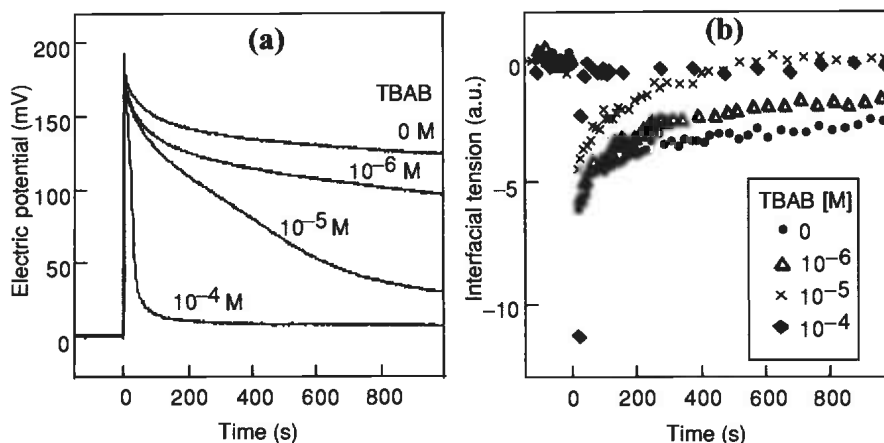 (a)
200
150
100
50
0
Electric potential (mV)
TBAB
0 M
10⁻⁶ M
10⁻⁵ M
10⁻⁴ M
0 200 400 600 800
Time (s)
(b)
0
−5
−10
Interfacial tension (a.u.)
TBAB [M]
0
10⁻⁶
10⁻⁵
10⁻⁴
0 200 400 600 800
Time (s)